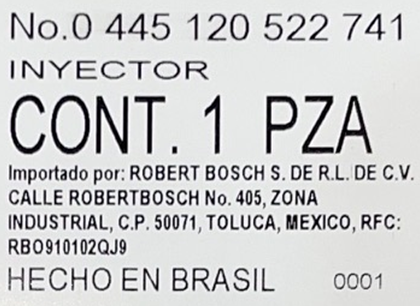 No.0 445 120 522 741
INYECTOR
CONT. 1 PZA
Importado por: ROBERT BOSCH S. DE R.L. DE C.V.
CALLE ROBERTBOSCH No. 405, ZONA
INDUSTRIAL, C.P. 50071, TOLUCA, MEXICO, RFC:
RBO910102QJ9
HECHO EN BRASIL 0001